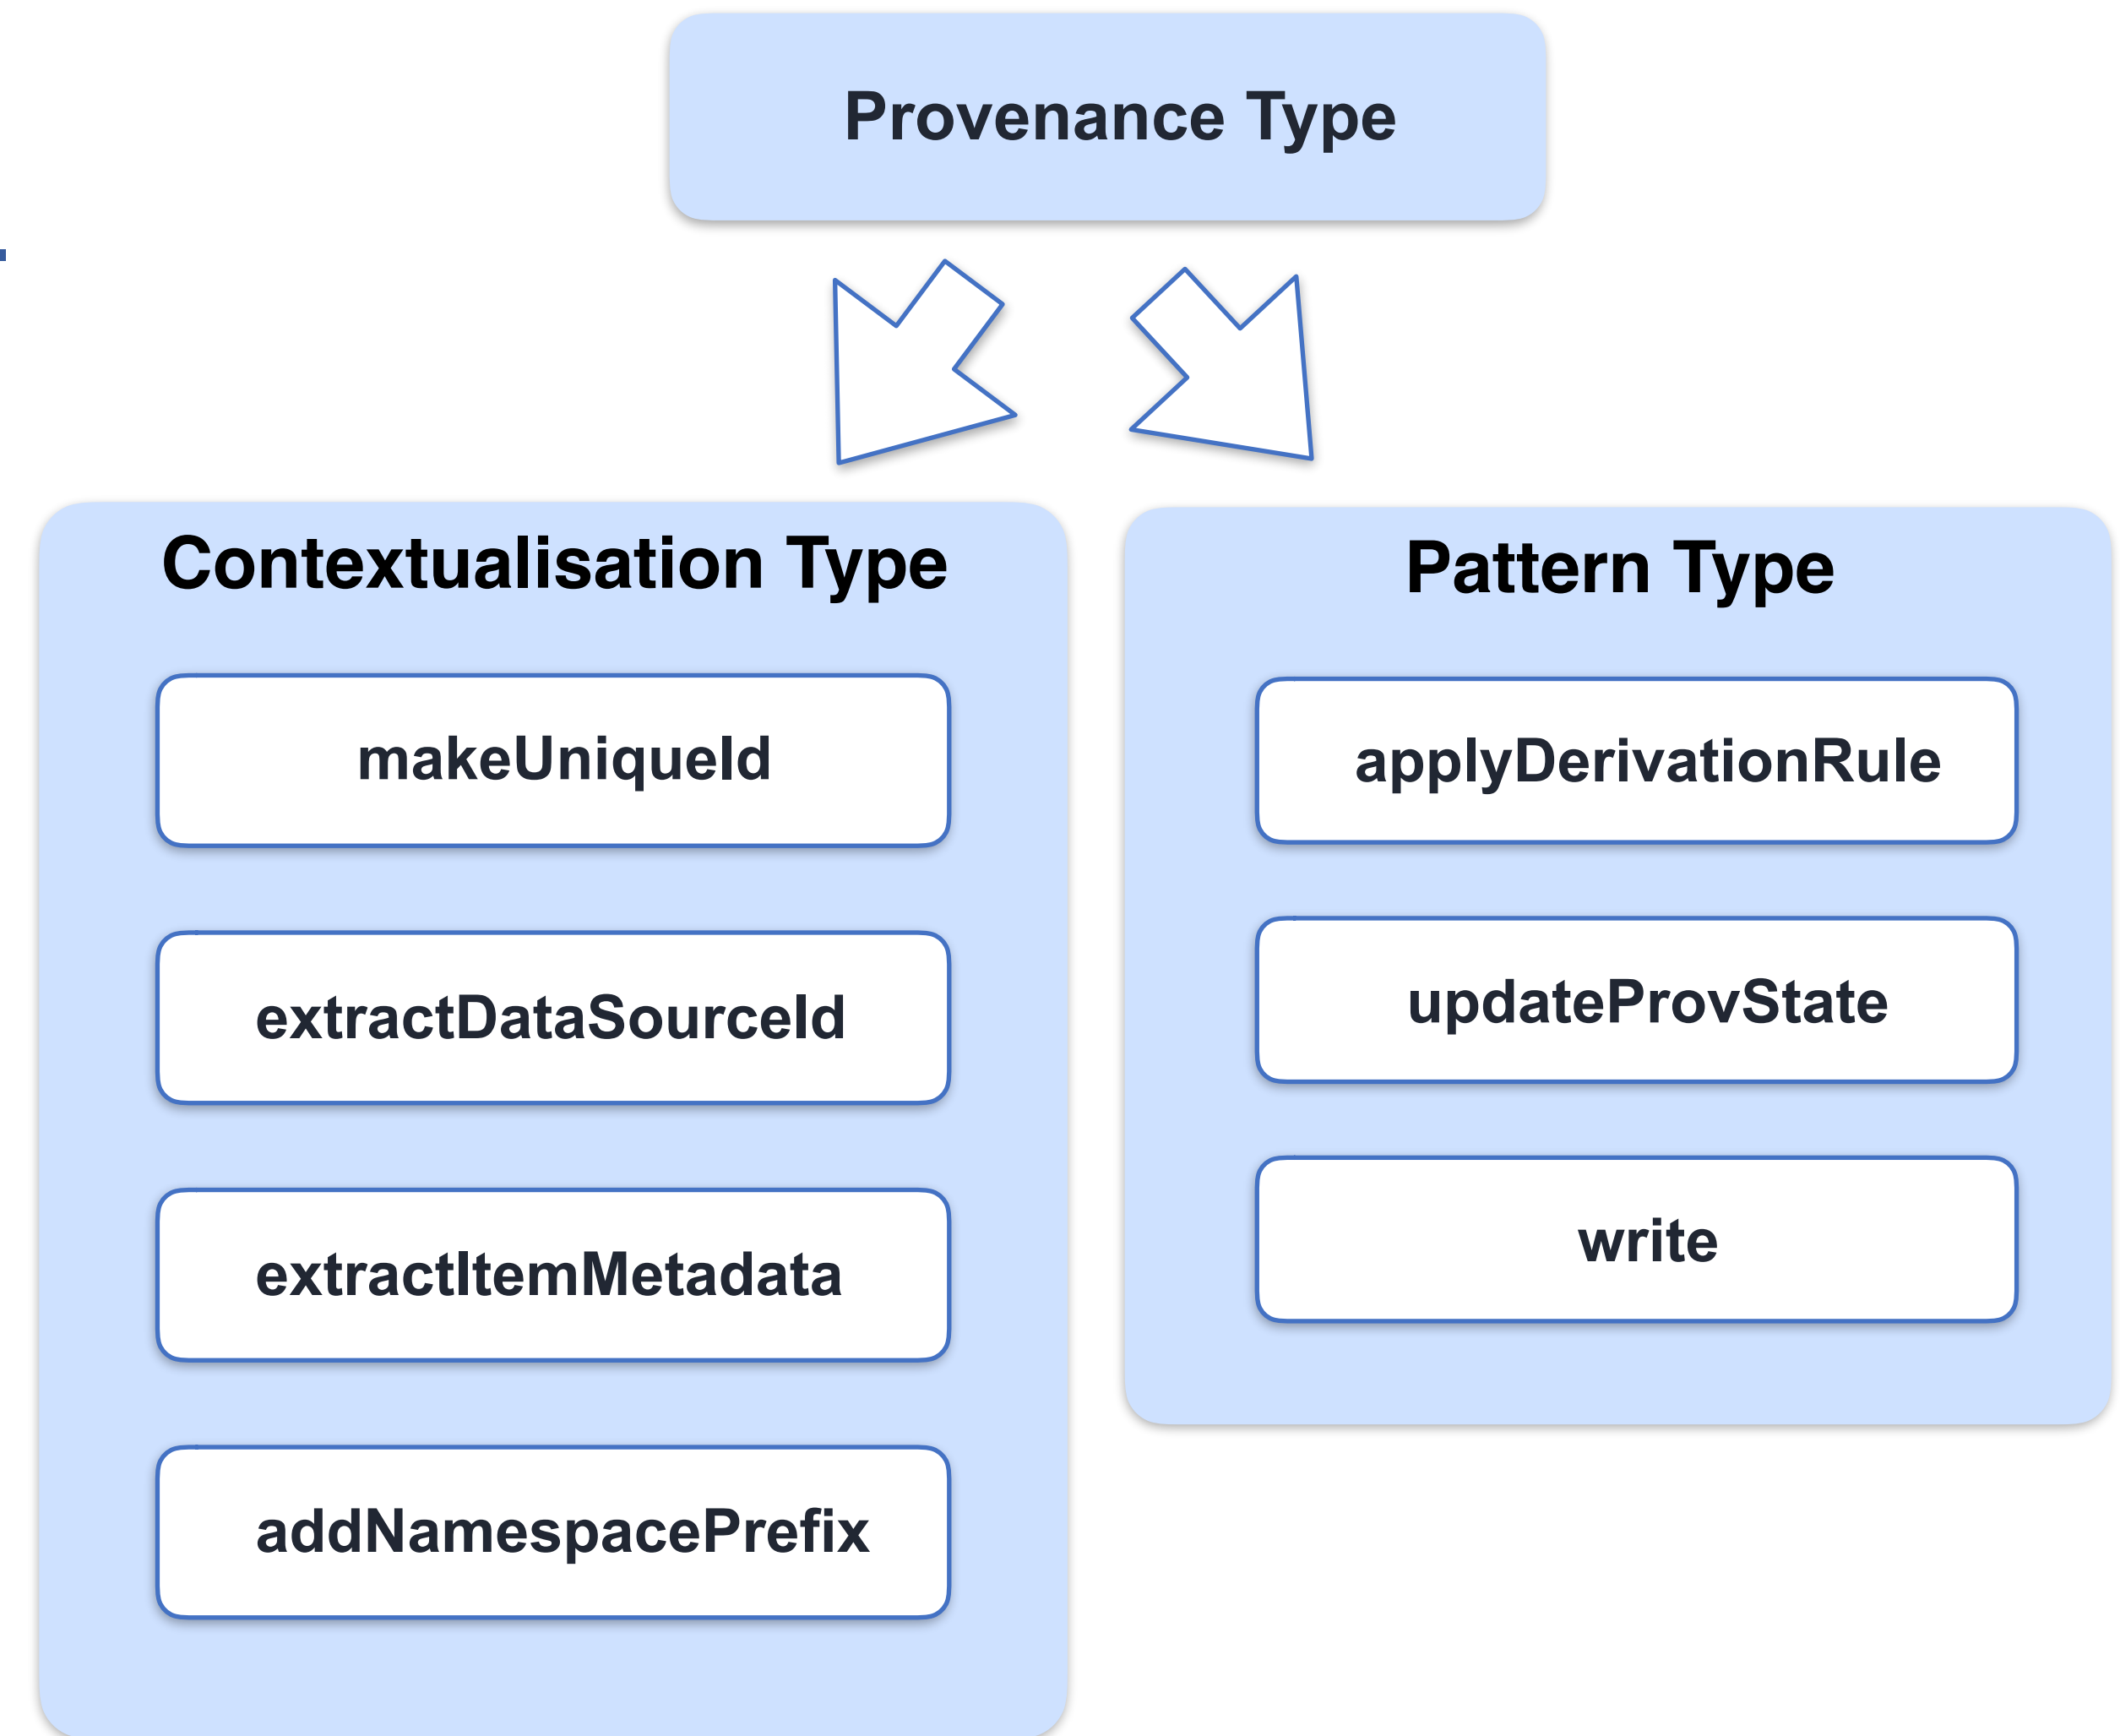 Provenance Type
Contextualisation Type
makeUniqueId
extractDataSourceId
extractItemMetadata
addNamespacePrefix
Pattern Type
applyDerivationRule
updateProvState
write